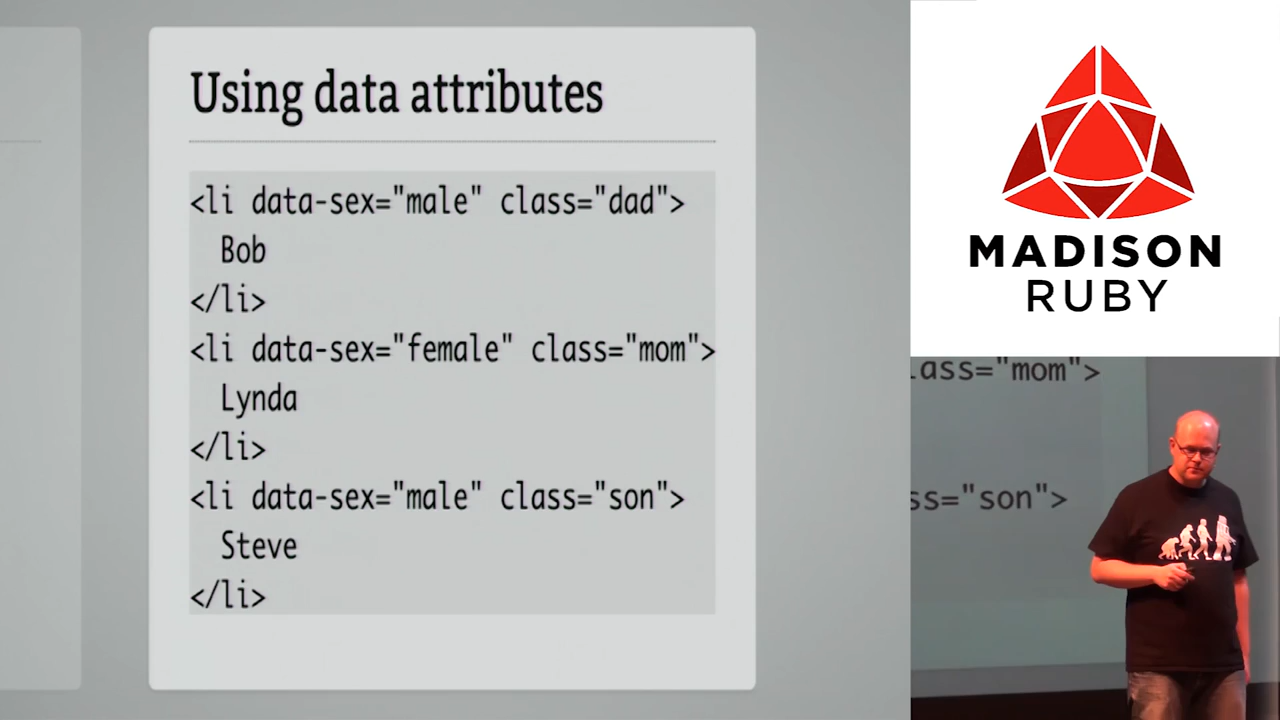 Using data attributes
<li data-sex="male" class="dad">
Bob
</li>
<li data-sex="female" class="mom">
Lynda
</li>
<li data-sex="male" class="son">
Steve
</li>
MADISON
RUBY
lass="mom">
ss="son">